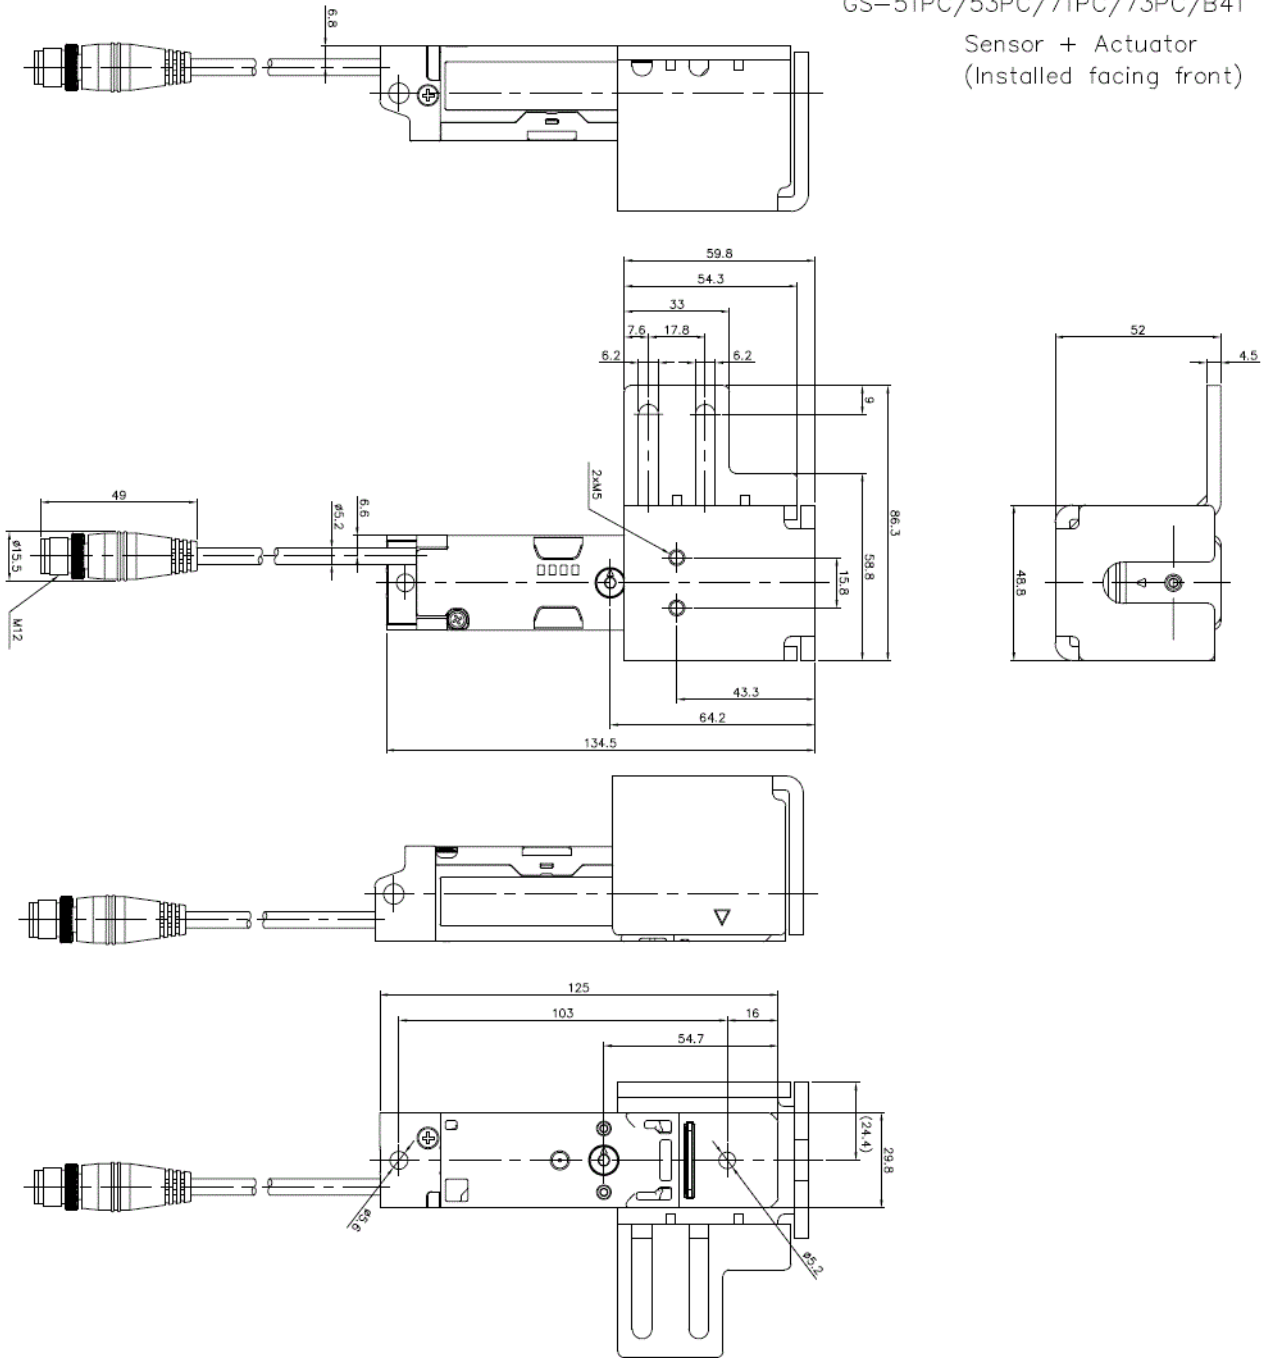 GS-51PC/53PC/71PC/73PC/B41
Sensor + Actuator
(Installed facing front)
6.8
59.8
54.3
33
7.6 17.8
6.2 6.2
9
52
4.5
2xM5
49
ø5.2
6.6
ø15.5
M12
86.3
58.8
15.8
48.8
43.3
64.2
134.5
125
103 16
54.7
(24.4)
29.8
ø5.6
ø5.2